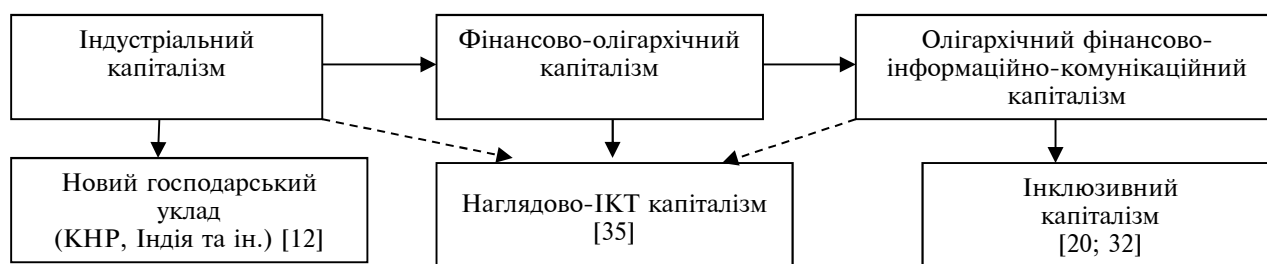 Індустріальний
капіталізм
Фінансово-олігархічний
капіталізм
Олігархічний фінансово-
інформаційно-комунікаційний
капіталізм
Новий господарський
уклад
(КНР, Індія та ін.) [12]
Наглядово-ІКТ капіталізм
[35]
Інклюзивний
капіталізм
[20; 32]